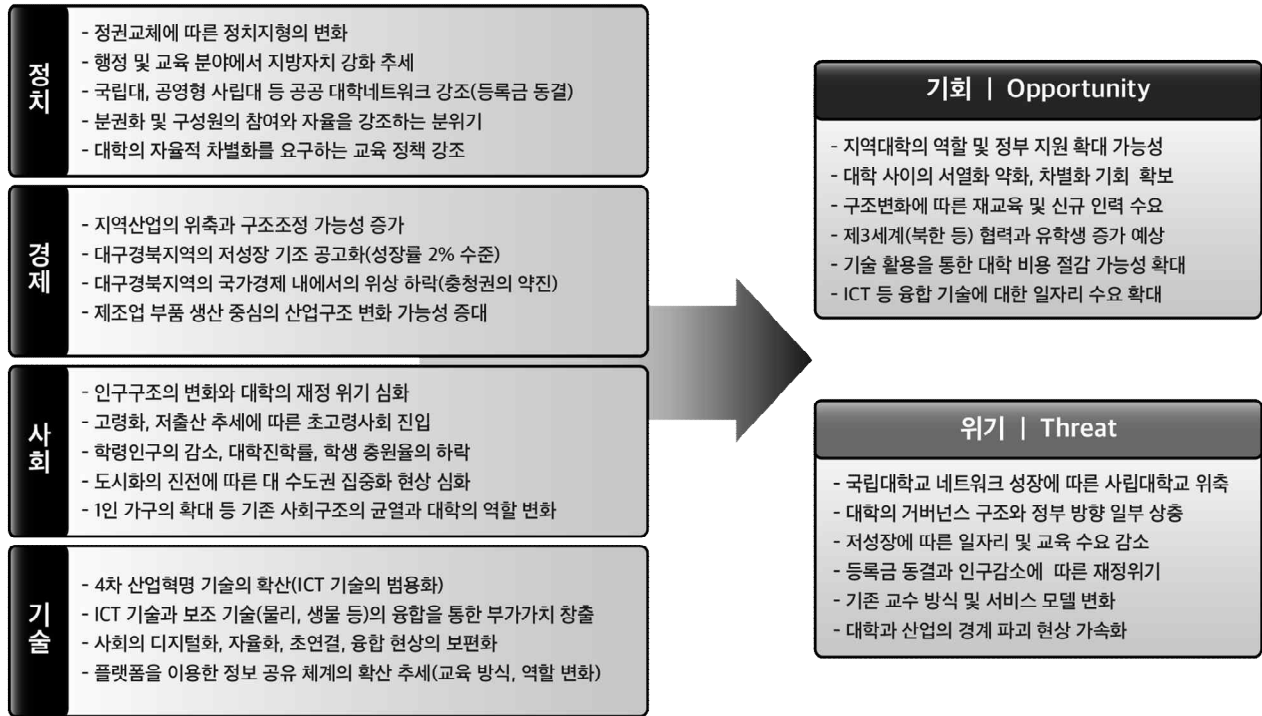 정치
- 정권교체에 따른 정치지형의 변화
- 행정 및 교육 분야에서 지방자치 강화 추세
- 국립대, 공영형 사립대 등 공공 대학네트워크 강조(등록금 동결)
- 분권화 및 구성원의 참여와 자율을 강조하는 분위기
- 대학의 자율적 차별화를 요구하는 교육 정책 강조
경제
- 지역산업의 위축과 구조조정 가능성 증가
- 대구경북지역의 저성장 기조 공고화(성장률 2% 수준)
- 대구경북지역의 국가경제 내에서의 위상 하락(충청권의 약진)
- 제조업 부품 생산 중심의 산업구조 변화 가능성 증대
사회
- 인구구조의 변화와 대학의 재정 위기 심화
- 고령화, 저출산 추세에 따른 초고령사회 진입
- 학령인구의 감소, 대학진학률, 학생 충원율의 하락
- 도시화의 진전에 따른 대 수도권 집중화 현상 심화
- 1인 가구의 확대 등 기존 사회구조의 균열과 대학의 역할 변화
기술
- 4차 산업혁명 기술의 확산(ICT 기술의 범용화)
- ICT 기술과 보조 기술(물리, 생물 등)의 융합을 통한 부가가치 창출
- 사회의 디지털화, 자율화, 초연결, 융합 현상의 보편화
- 플랫폼을 이용한 정보 공유 체계의 확산 추세(교육 방식, 역할 변화)
기회 | Opportunity
- 지역대학의 역할 및 정부 지원 확대 가능성
- 대학 사이의 서열화 약화, 차별화 기회 확보
- 구조변화에 따른 재교육 및 신규 인력 수요
- 제3세계(북한 등) 협력과 유학생 증가 예상
- 기술 활용을 통한 대학 비용 절감 가능성 확대
- ICT 등 융합 기술에 대한 일자리 수요 확대
위기 | Threat
- 국립대학교 네트워크 성장에 따른 사립대학교 위축
- 대학의 거버넌스 구조와 정부 방향 일부 상충
- 저성장에 따른 일자리 및 교육 수요 감소
- 등록금 동결과 인구감소에 따른 재정위기
- 기존 교수 방식 및 서비스 모델 변화
- 대학과 산업의 경계 파괴 현상 가속화